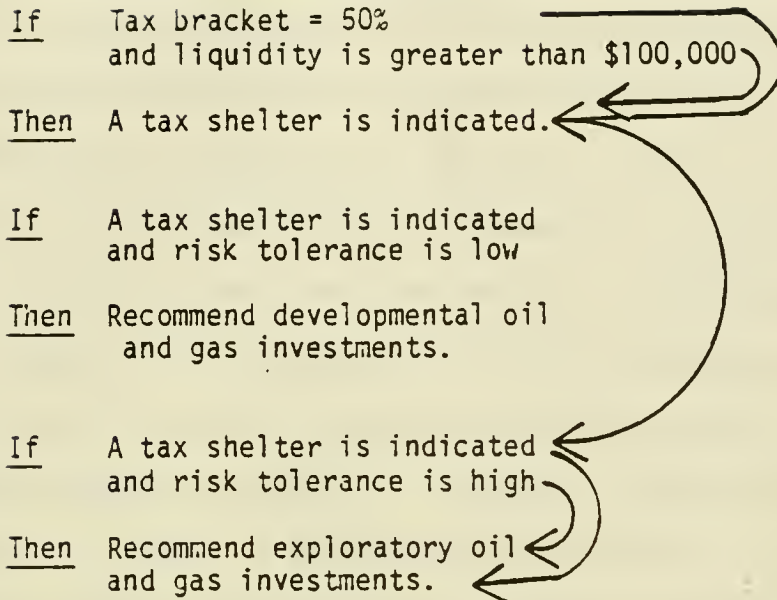 If Tax bracket = 50%
and liquidity is greater than $100,000
Then A tax shelter is indicated.
If A tax shelter is indicated
and risk tolerance is low
Then Recommend developmental oil
and gas investments.
If A tax shelter is indicated
and risk tolerance is high
Then Recommend exploratory oil
and gas investments.